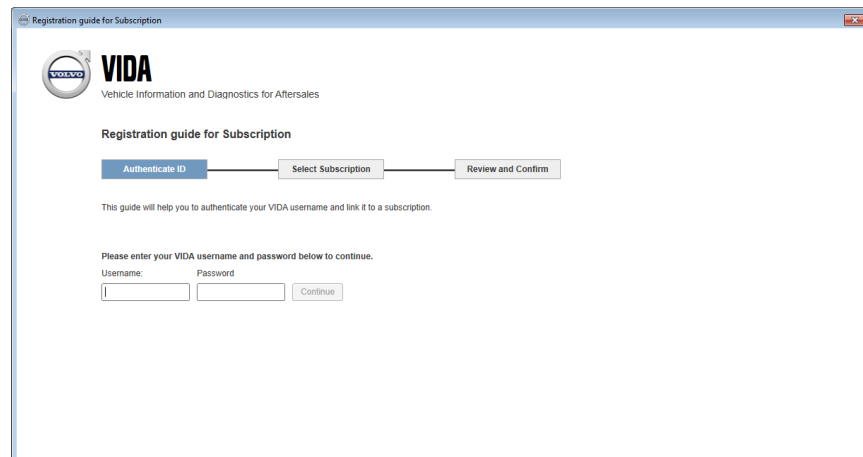 Registration guide for Subscription
VOLVO
VIDA
Vehicle Information and Diagnostics for Aftersales
Registration guide for Subscription
Authenticate ID Select Subscription Review and Confirm
This guide will help you to authenticate your VIDA username and link it to a subscription.
Please enter your VIDA username and password below to continue.
Username: Password
Continue